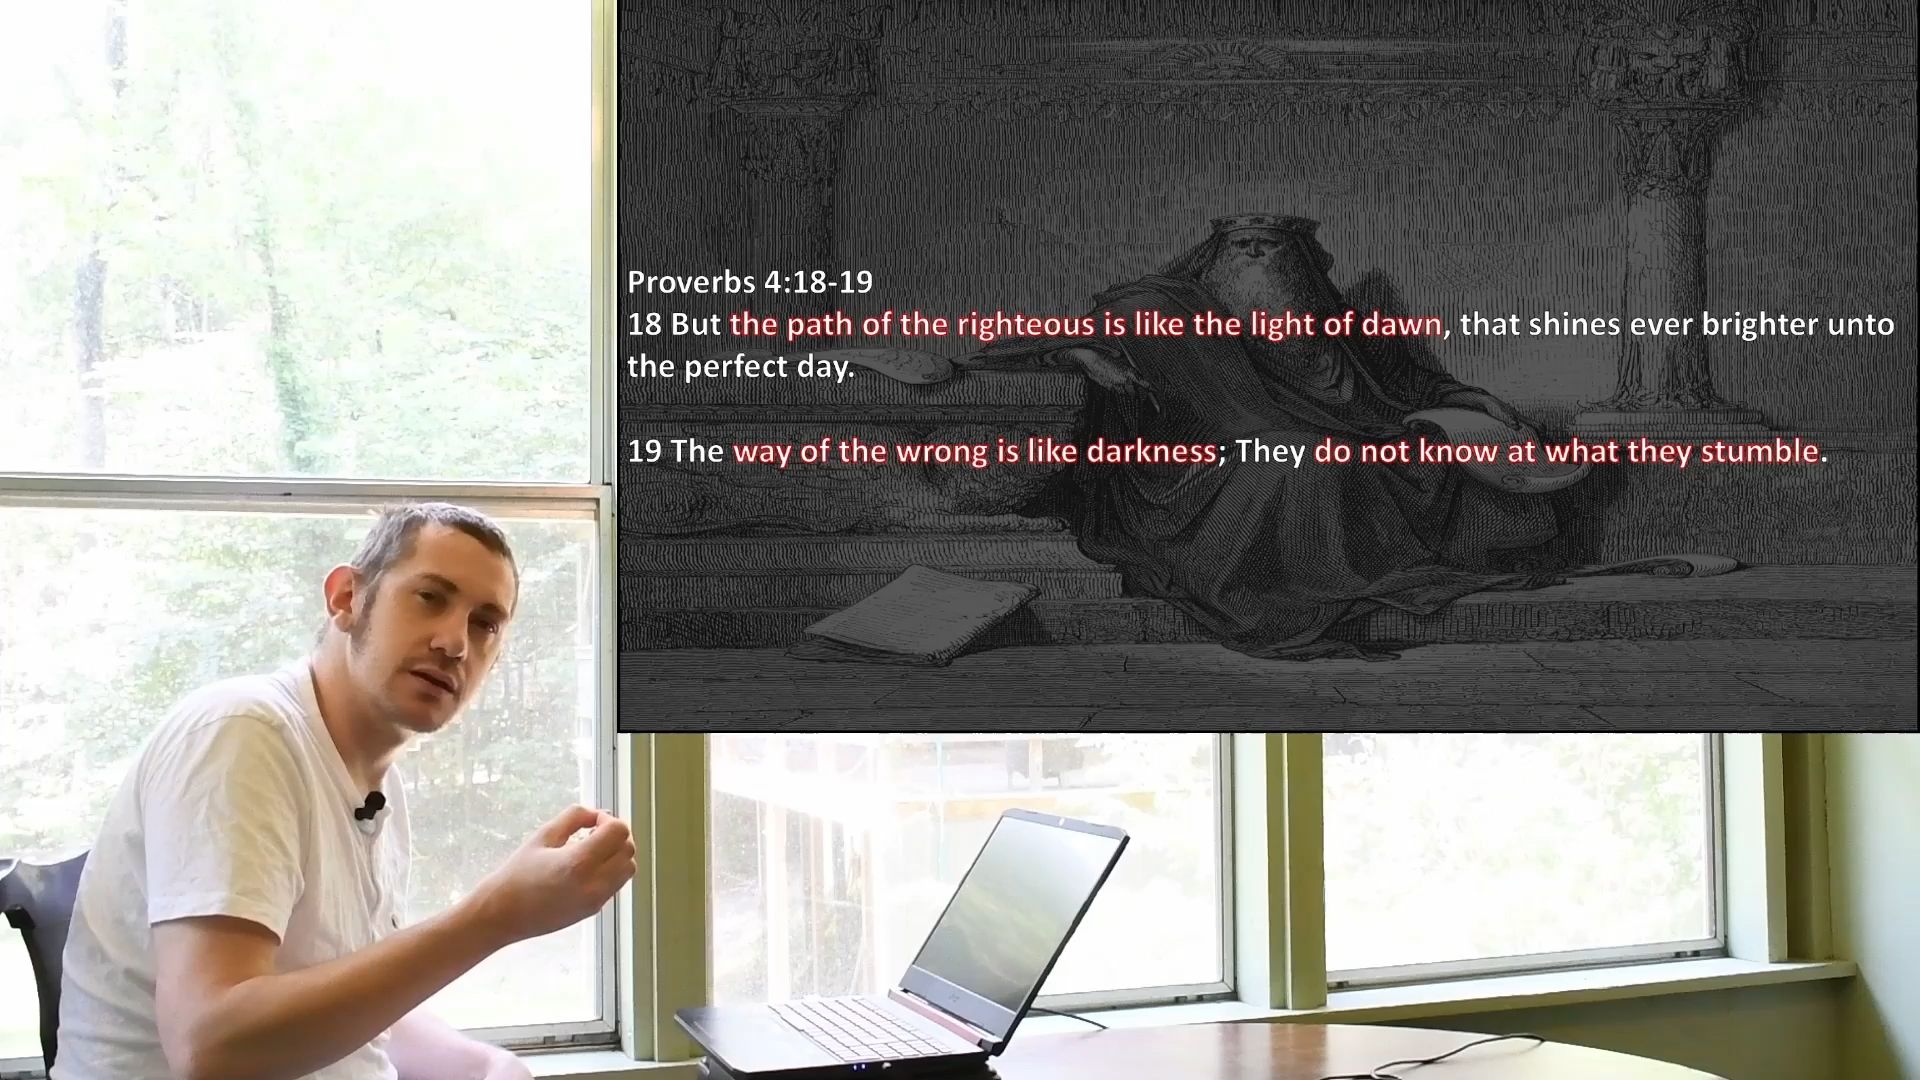 Proverbs 4:18-19
18 But the path of the righteous is like the light of dawn, that shines ever brighter unto
the perfect day.
19 The way of the wrong is like darkness; They do not know at what they stumble.